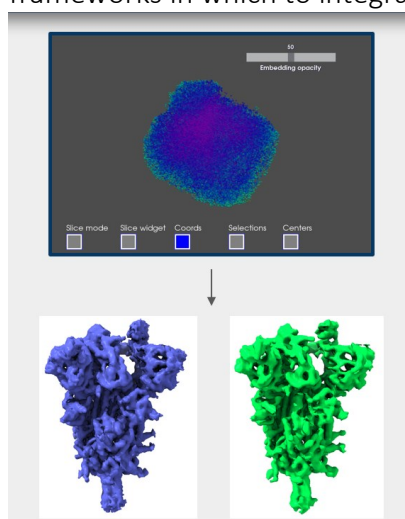 frameworks in which to integra
50
Embedding opacity
Slice mode Slice widget Coords Selections Centers